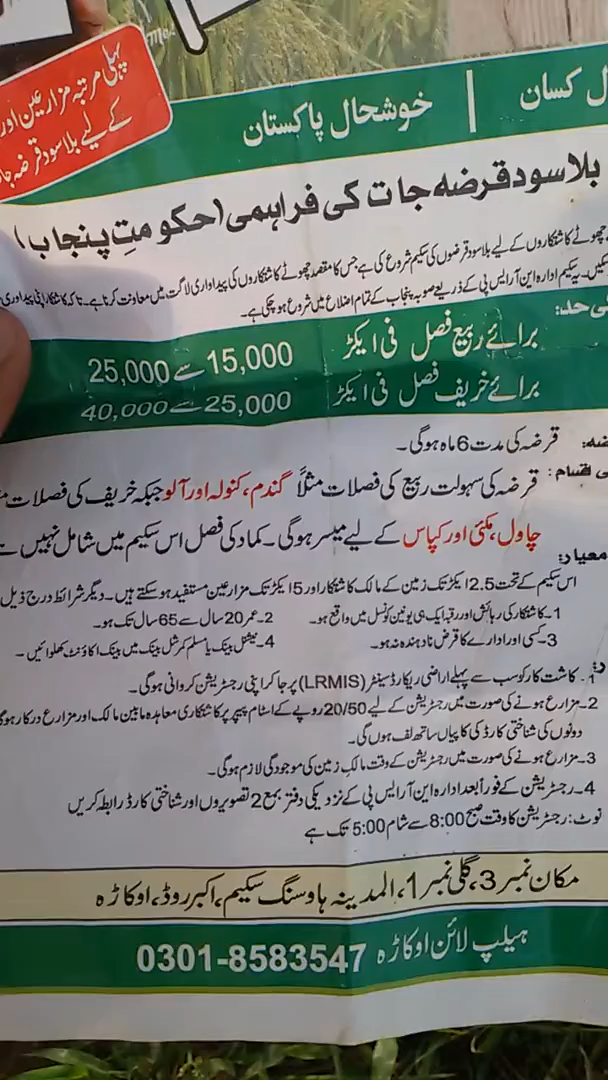 پہلی مرتبہ مزارعین اور
کے لیے بلاسود قرضہ
ل کسان | خوشحال پاکستان
بلاسود قرضہ جات کی فراہمی (حکومتِ پنجاب)
چھوٹے کاشتکاروں کے لیے بلاسود قرضوں کی سکیم شروع کی ہے جس کا مقصد چھوٹے کاشتکاروں کی پیداواری لاگت میں معاونت کرنا ہے۔ تاکہ کاشتکار اپنی پیداواری
سکیں۔ یہ سکیم ادارہ این آر ایس پی کے ذریعے صوبہ پنجاب کے تمام اضلاع میں شروع ہو چکی ہے۔
حد:
برائے ربیع فصل فی ایکڑ 15,000 سے 25,000
برائے خریف فصل فی ایکڑ 25,000 سے 40,000
قرضہ کی مدت 6 ماہ ہوگی۔
قرضہ کی سہولت ربیع کی فصلات مثلاً گندم، کنولہ اور آلو جبکہ خریف کی فصلات
چاول، مکئی اور کپاس کے لیے میسر ہوگی۔ کماد کی فصل اس سکیم میں شامل نہیں
معیار:
اس سکیم کے تحت 2.5 ایکڑ تک زمین کے مالک کاشتکار اور 5 ایکڑ تک مزارعین مستفید ہو سکتے ہیں۔ دیگر شرائط درج ذیل
1- کاشتکار کی رہائش اور رقبہ ایک ہی یونین کونسل میں واقع ہو۔ 2- عمر 20 سال سے 65 سال تک ہو۔
3- کسی اور ادارے کا قرض نادہندہ نہ ہو۔ 4- نیشنل بینک یا مسلم کمرشل بینک میں بینک اکاؤنٹ کھلوائیں۔
1- کاشت کار کو سب سے پہلے اراضی ریکارڈ سینٹر (LRMIS) پر جا کر اپنی رجسٹریشن کروانی ہوگی۔
2- مزارع ہونے کی صورت میں رجسٹریشن کے لیے 20/50 روپے کے اسٹام پیپر پر کاشتکاری معاہدہ مابین مالک اور مزارع درکار ہوگا
دونوں کی شناختی کارڈ کی کاپیاں ساتھ لف ہوں گی۔
3- مزارع ہونے کی صورت میں رجسٹریشن کے وقت مالک زمین کی موجودگی لازم ہوگی۔
4- رجسٹریشن کے فوراً بعد ادارہ این آر ایس پی کے نزدیکی دفتر بمع 2 تصویروں اور شناختی کارڈ رابطہ کریں
نوٹ: رجسٹریشن کا وقت صبح 8:00 سے شام 5:00 تک ہے
مکان نمبر 3، گلی نمبر 1، المدینہ ہاوسنگ سکیم، اکبر روڈ، اوکاڑہ
ہیلپ لائن اوکاڑہ 0301-8583547